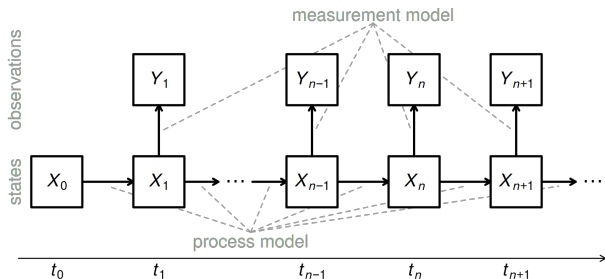 measurement model
observations
Y₁ Yₙ₋₁ Yₙ Yₙ₊₁
states
X₀ X₁ ⋯ Xₙ₋₁ Xₙ Xₙ₊₁ ⋯
process model
t₀ t₁ tₙ₋₁ tₙ tₙ₊₁